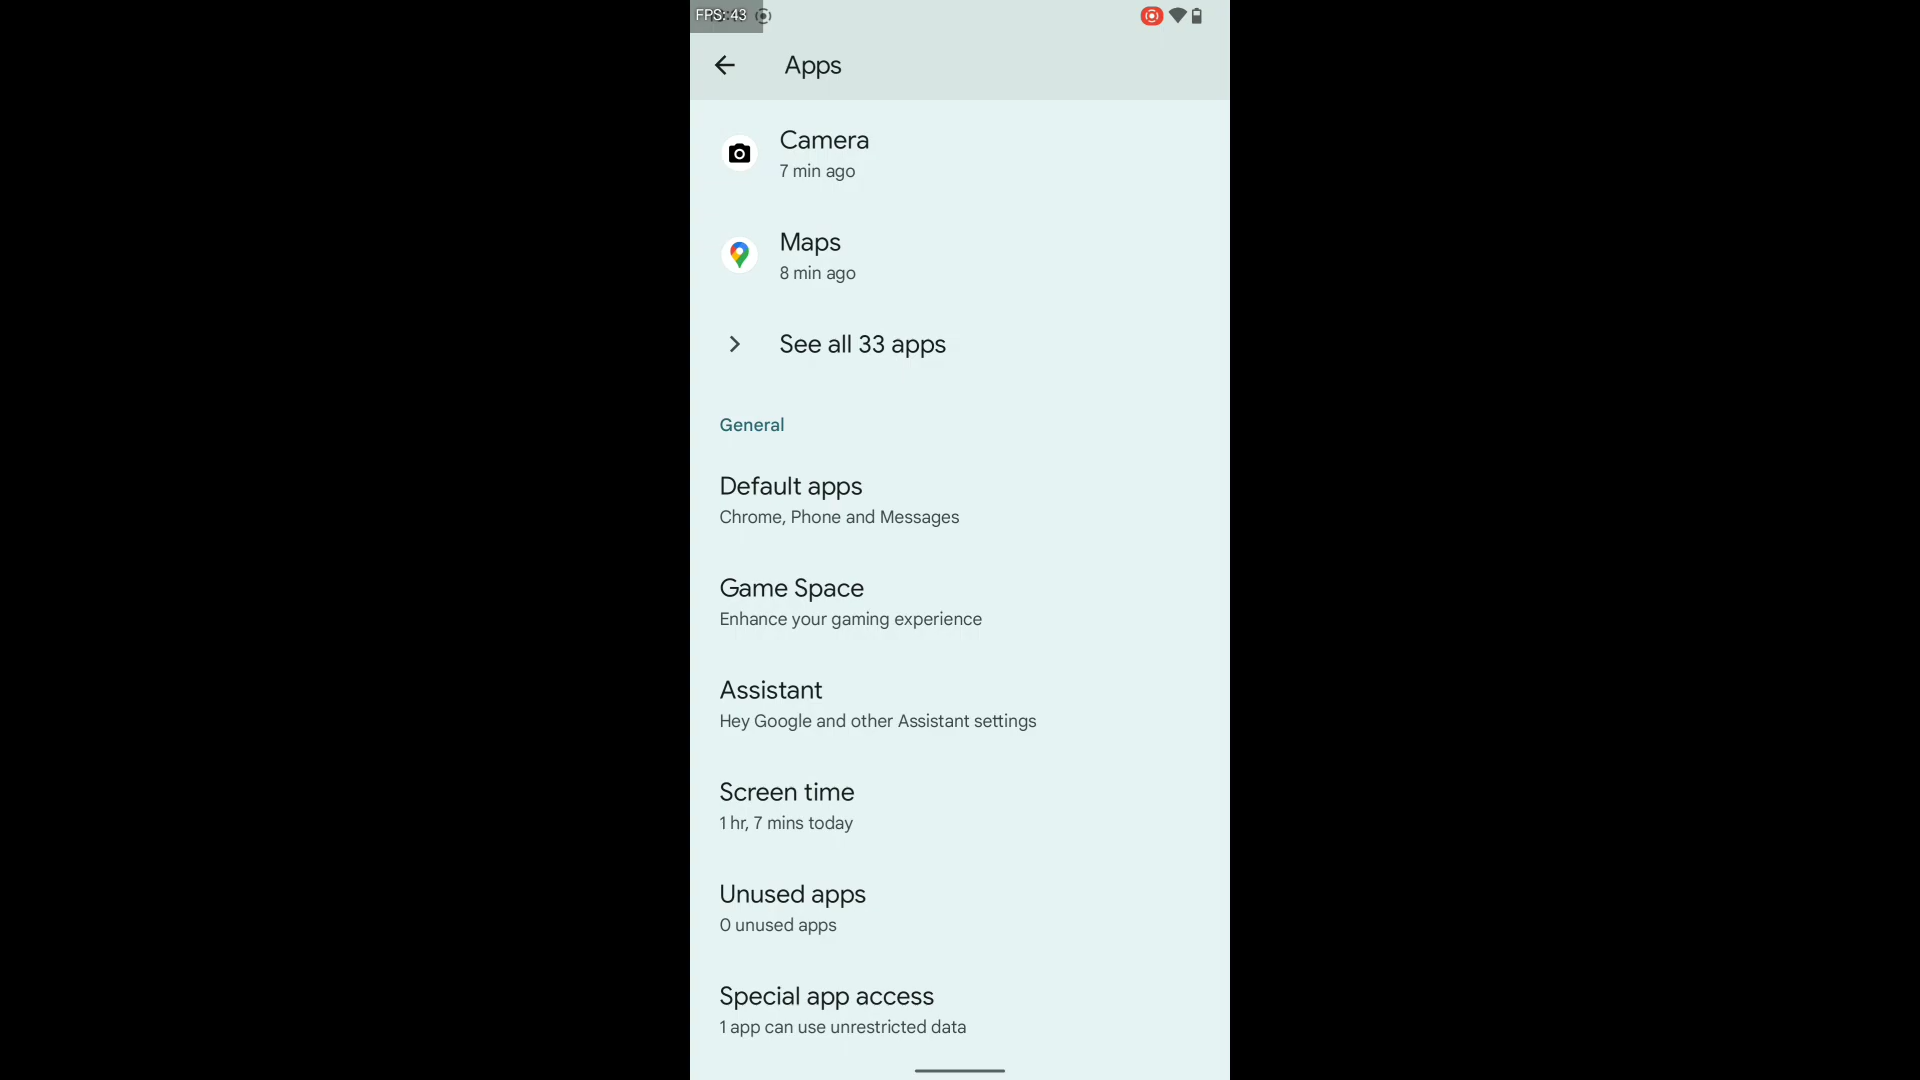 FPS: 43
Apps
Camera
7 min ago
Maps
8 min ago
See all 33 apps
General
Default apps
Chrome, Phone and Messages
Game Space
Enhance your gaming experience
Assistant
Hey Google and other Assistant settings
Screen time
1 hr, 7 mins today
Unused apps
0 unused apps
Special app access
1 app can use unrestricted data